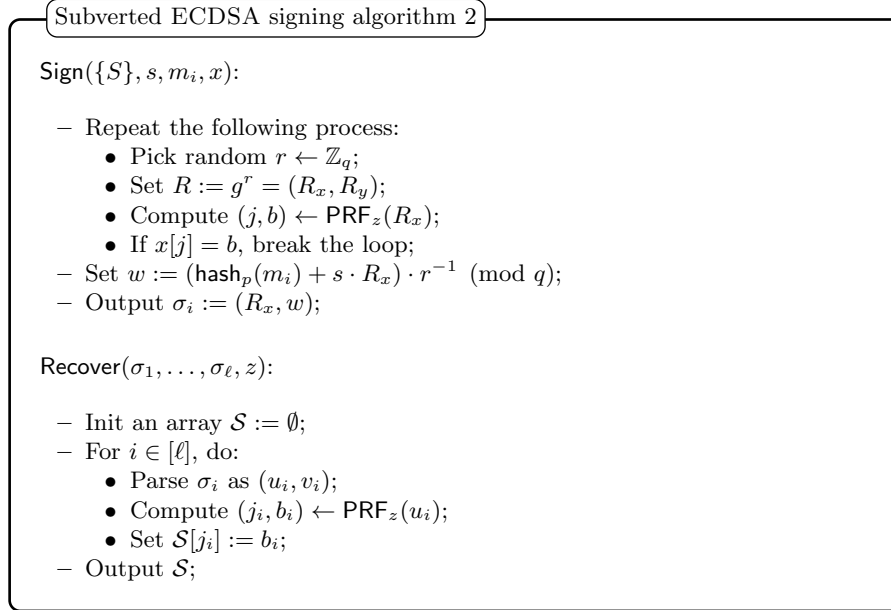 Subverted ECDSA signing algorithm 2
Sign({S}, s, m_i, x):
– Repeat the following process:
• Pick random r ← ℤ_q;
• Set R := g^r = (R_x, R_y);
• Compute (j, b) ← PRF_z(R_x);
• If x[j] = b, break the loop;
– Set w := (hash_p(m_i) + s · R_x) · r^{-1} (mod q);
– Output σ_i := (R_x, w);
Recover(σ_1, . . . , σ_ℓ, z):
– Init an array 𝒮 := ∅;
– For i ∈ [ℓ], do:
• Parse σ_i as (u_i, v_i);
• Compute (j_i, b_i) ← PRF_z(u_i);
• Set 𝒮[j_i] := b_i;
– Output 𝒮;